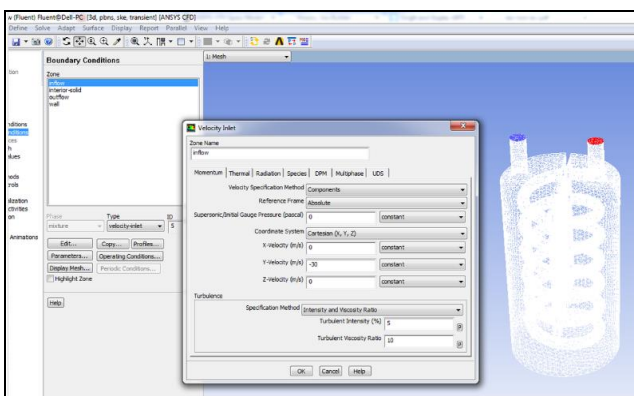 w (Fluent) Fluent@Dell-PC [3d, pbns, ske, transient] [ANSYS CFD]
Define Solve Adapt Surface Display Report Parallel View Help
Boundary Conditions
1: Mesh
Zone
inflow
interior-solid
outflow
wall
Velocity Inlet
Zone Name
inflow
Momentum Thermal Radiation Species DPM Multiphase UDS
Velocity Specification Method Components
Reference Frame Absolute
Supersonic/Initial Gauge Pressure (pascal) 0 constant
Coordinate System Cartesian (X, Y, Z)
X-Velocity (m/s) 0 constant
Y-Velocity (m/s) -30 constant
Z-Velocity (m/s) 0 constant
Turbulence
Specification Method Intensity and Viscosity Ratio
Turbulent Intensity (%) 5
Turbulent Viscosity Ratio 10
OK Cancel Help
Phase Type ID
mixture velocity-inlet 5
Edit... Copy... Profiles...
Parameters... Operating Conditions...
Display Mesh... Periodic Conditions...
Highlight Zone
Help
Animations